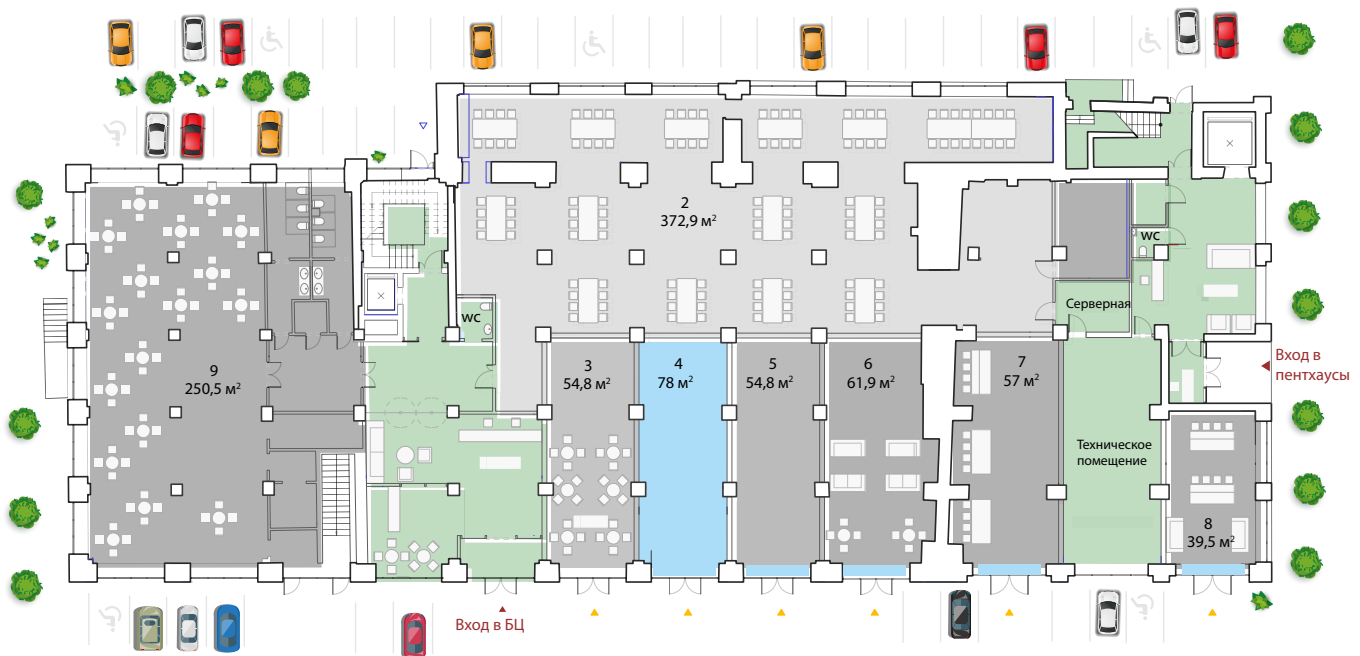 2
372,9 м²
WC
Серверная
WC
9
250,5 м²
3
54,8 м²
4
78 м²
5
54,8 м²
6
61,9 м²
7
57 м²
Вход в
пентхаусы
Техническое
помещение
8
39,5 м²
Вход в БЦ